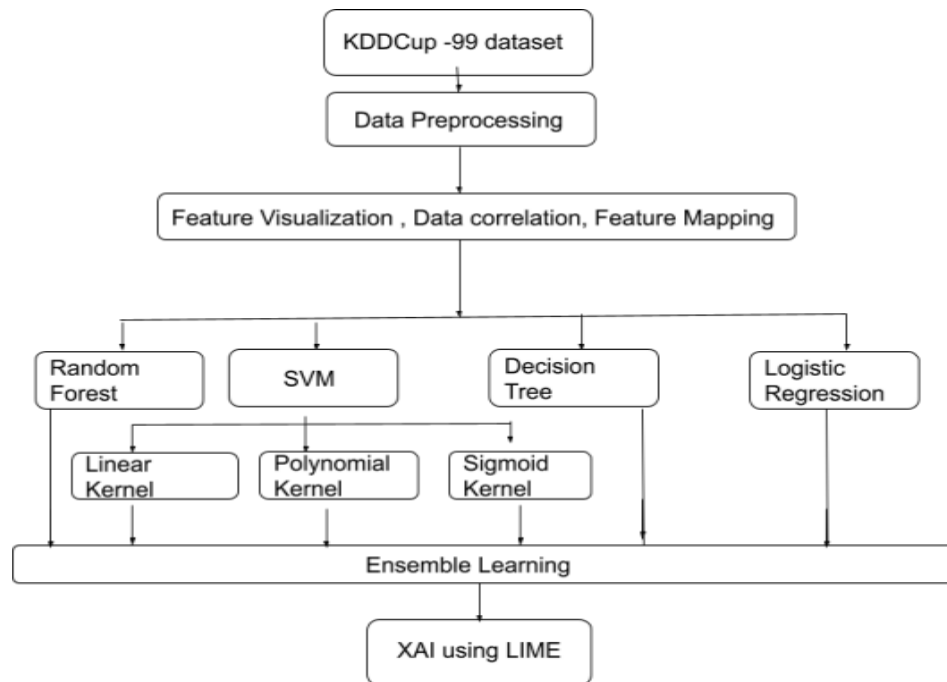 KDDCup -99 dataset
Data Preprocessing
Feature Visualization , Data correlation, Feature Mapping
Random
Forest
SVM
Decision
Tree
Logistic
Regression
Linear
Kernel
Polynomial
Kernel
Sigmoid
Kernel
Ensemble Learning
XAI using LIME